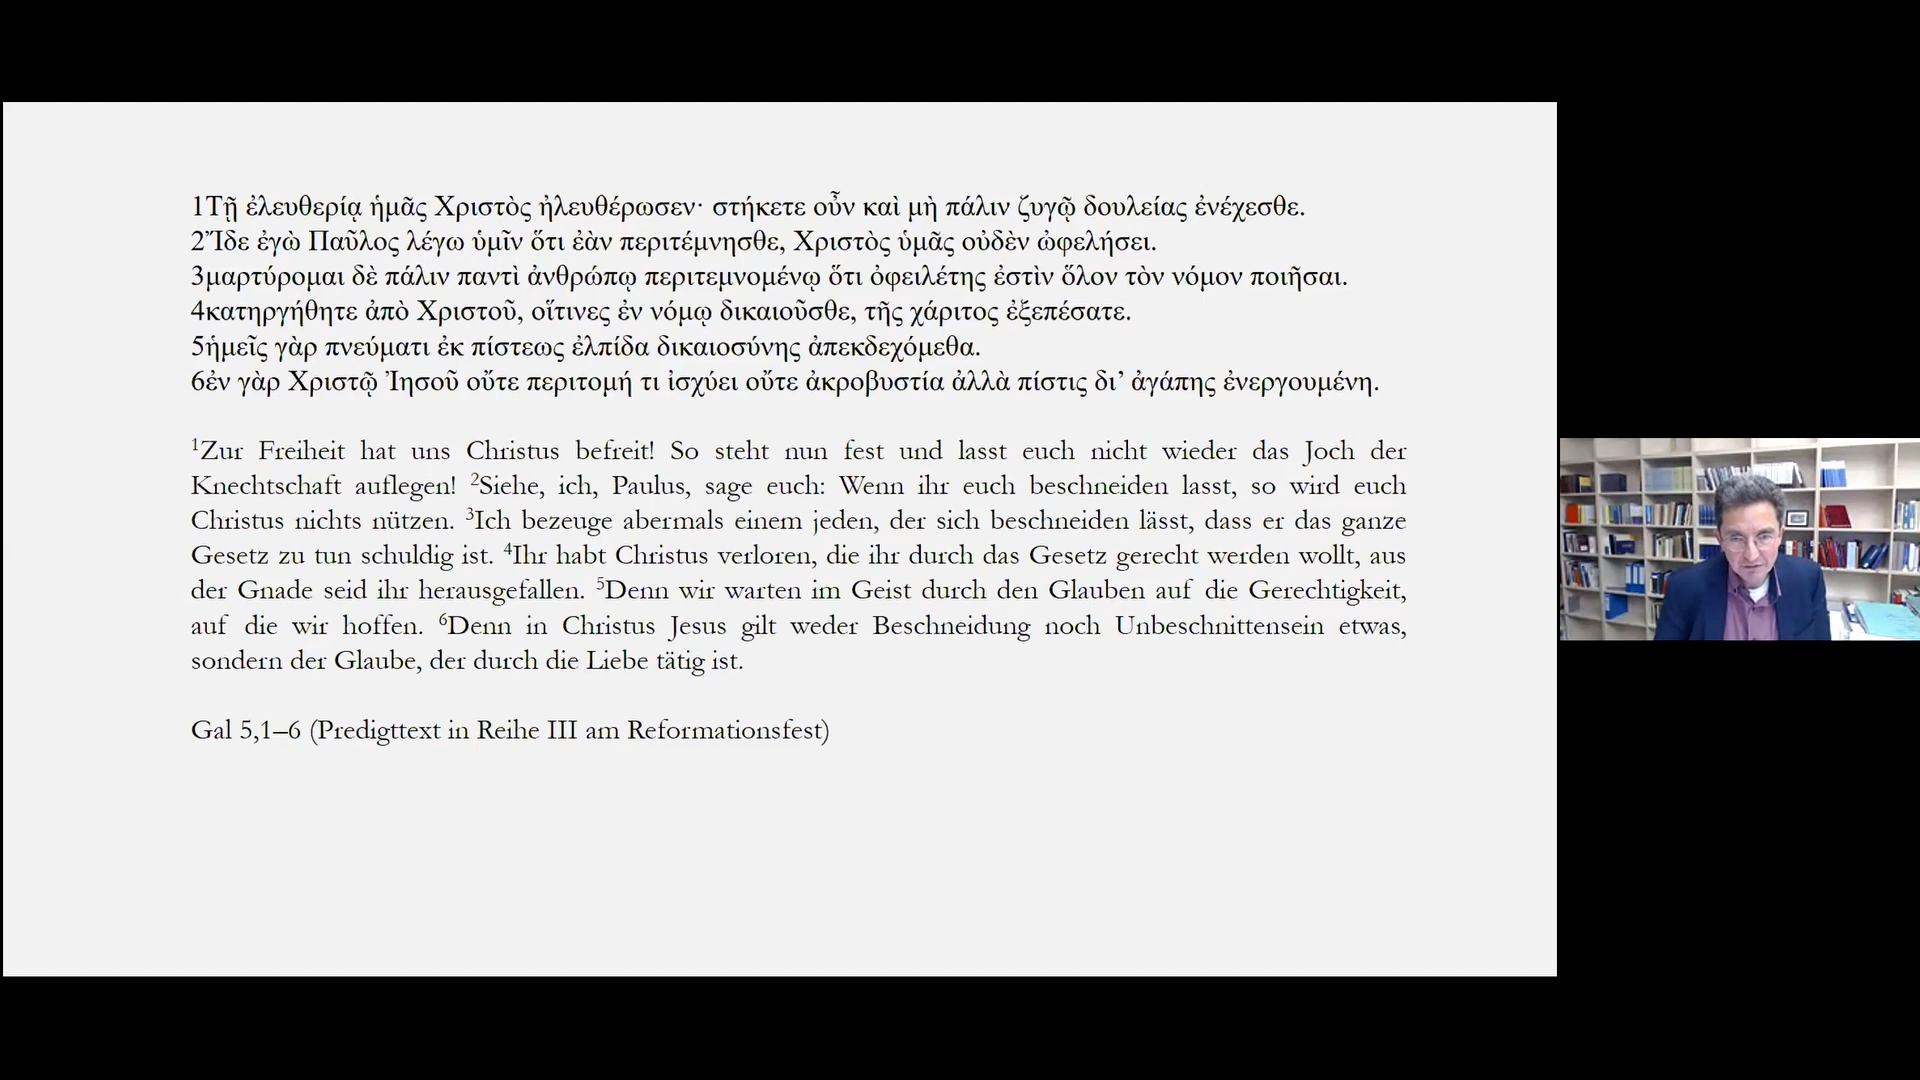 1Τῇ ἐλευθερίᾳ ἡμᾶς Χριστὸς ἠλευθέρωσεν· στήκετε οὖν καὶ μὴ πάλιν ζυγῷ δουλείας ἐνέχεσθε.
2Ἴδε ἐγὼ Παῦλος λέγω ὑμῖν ὅτι ἐὰν περιτέμνησθε, Χριστὸς ὑμᾶς οὐδὲν ὠφελήσει.
3μαρτύρομαι δὲ πάλιν παντὶ ἀνθρώπῳ περιτεμνομένῳ ὅτι ὀφειλέτης ἐστὶν ὅλον τὸν νόμον ποιῆσαι.
4κατηργήθητε ἀπὸ Χριστοῦ, οἵτινες ἐν νόμῳ δικαιοῦσθε, τῆς χάριτος ἐξεπέσατε.
5ἡμεῖς γὰρ πνεύματι ἐκ πίστεως ἐλπίδα δικαιοσύνης ἀπεκδεχόμεθα.
6ἐν γὰρ Χριστῷ Ἰησοῦ οὔτε περιτομή τι ἰσχύει οὔτε ἀκροβυστία ἀλλὰ πίστις δι’ ἀγάπης ἐνεργουμένη.
¹Zur Freiheit hat uns Christus befreit! So steht nun fest und lasst euch nicht wieder das Joch der
Knechtschaft auflegen! ²Siehe, ich, Paulus, sage euch: Wenn ihr euch beschneiden lasst, so wird euch
Christus nichts nützen. ³Ich bezeuge abermals einem jeden, der sich beschneiden lässt, dass er das ganze
Gesetz zu tun schuldig ist. ⁴Ihr habt Christus verloren, die ihr durch das Gesetz gerecht werden wollt, aus
der Gnade seid ihr herausgefallen. ⁵Denn wir warten im Geist durch den Glauben auf die Gerechtigkeit,
auf die wir hoffen. ⁶Denn in Christus Jesus gilt weder Beschneidung noch Unbeschnittensein etwas,
sondern der Glaube, der durch die Liebe tätig ist.
Gal 5,1–6 (Predigttext in Reihe III am Reformationsfest)